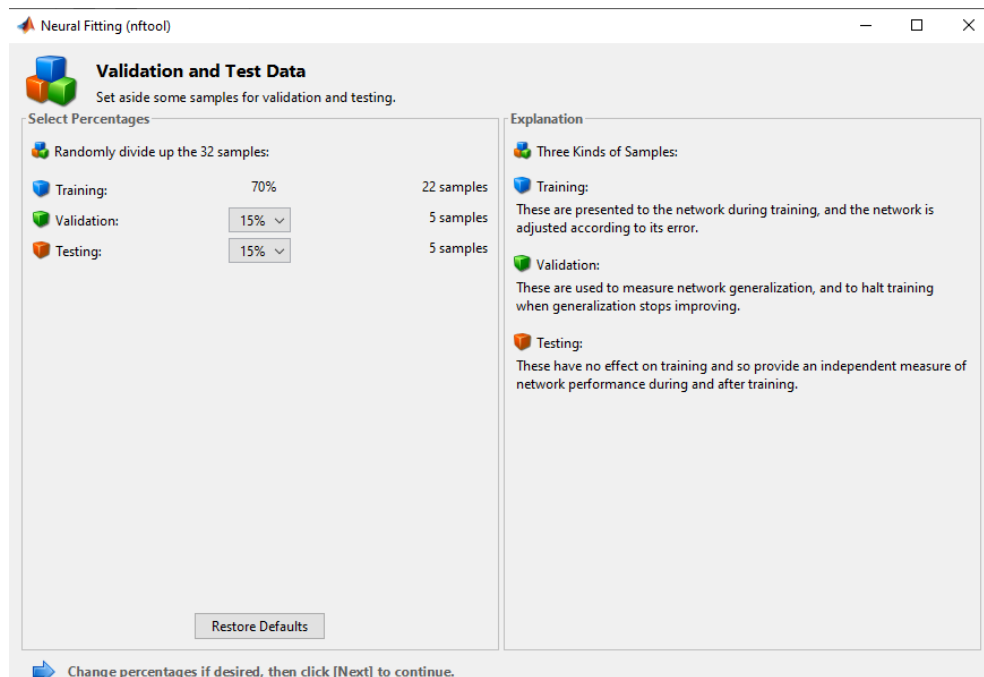 Neural Fitting (nftool)
Validation and Test Data
Set aside some samples for validation and testing.
Select Percentages
Randomly divide up the 32 samples:
Training: 70% 22 samples
Validation: 15% 5 samples
Testing: 15% 5 samples
Restore Defaults
Explanation
Three Kinds of Samples:
Training:
These are presented to the network during training, and the network is
adjusted according to its error.
Validation:
These are used to measure network generalization, and to halt training
when generalization stops improving.
Testing:
These have no effect on training and so provide an independent measure of
network performance during and after training.
Change percentages if desired, then click [Next] to continue.